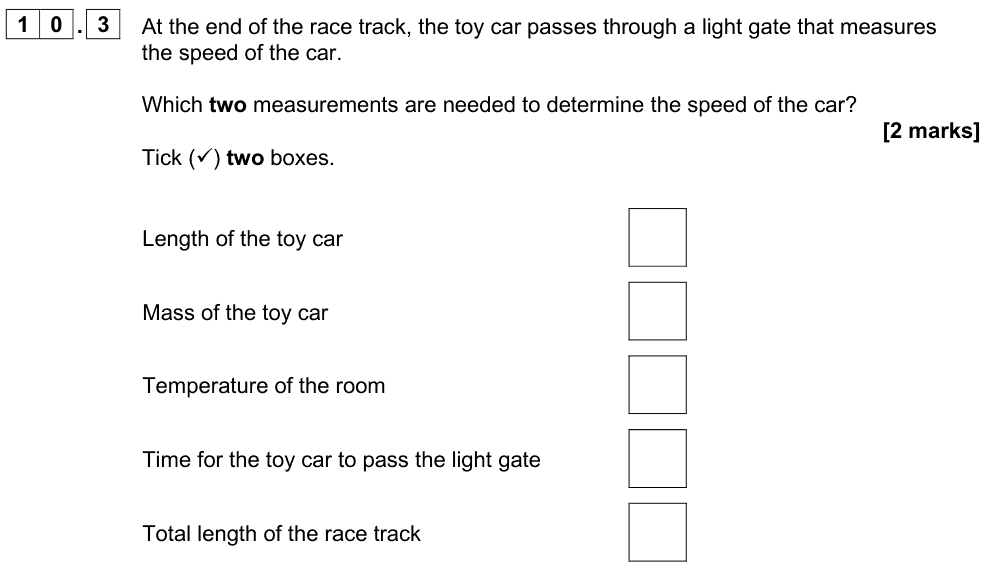 10.3 At the end of the race track, the toy car passes through a light gate that measures
the speed of the car.
Which two measurements are needed to determine the speed of the car?
[2 marks]
Tick (✓) two boxes.
Length of the toy car
Mass of the toy car
Temperature of the room
Time for the toy car to pass the light gate
Total length of the race track